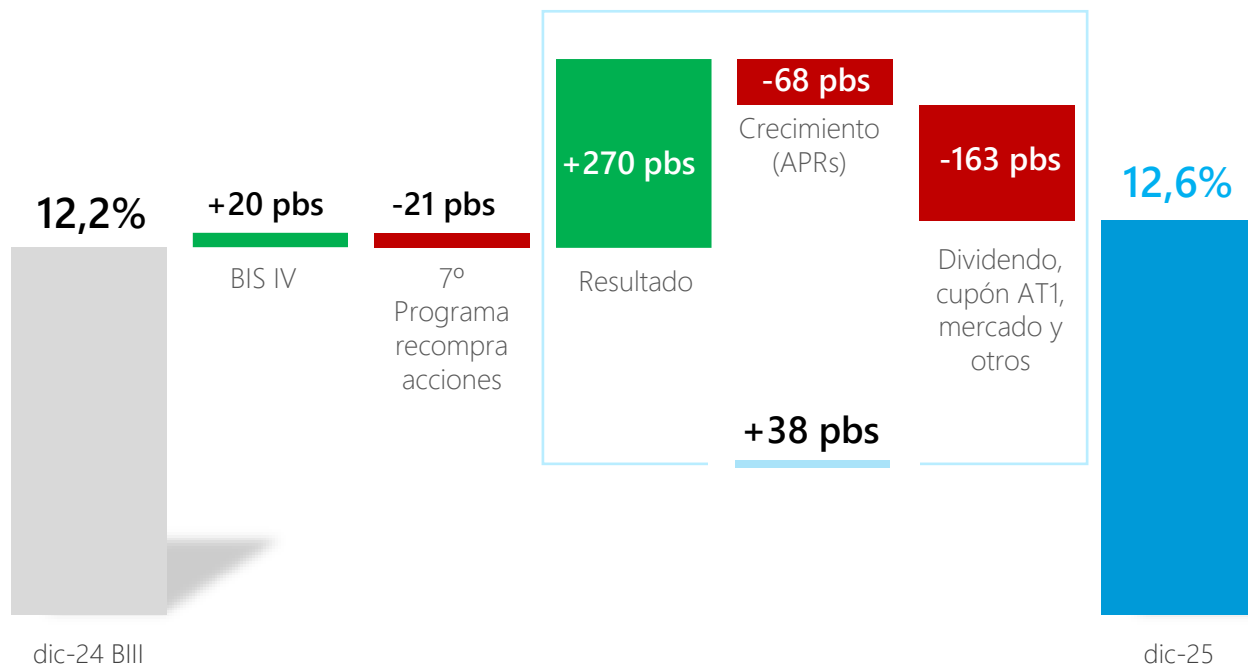 12,2%
dic-24 BIII
+20 pbs
BIS IV
-21 pbs
7º
Programa
recompra
acciones
+270 pbs
Resultado
-68 pbs
Crecimiento
(APRs)
-163 pbs
Dividendo,
cupón AT1,
mercado y
otros
+38 pbs
12,6%
dic-25